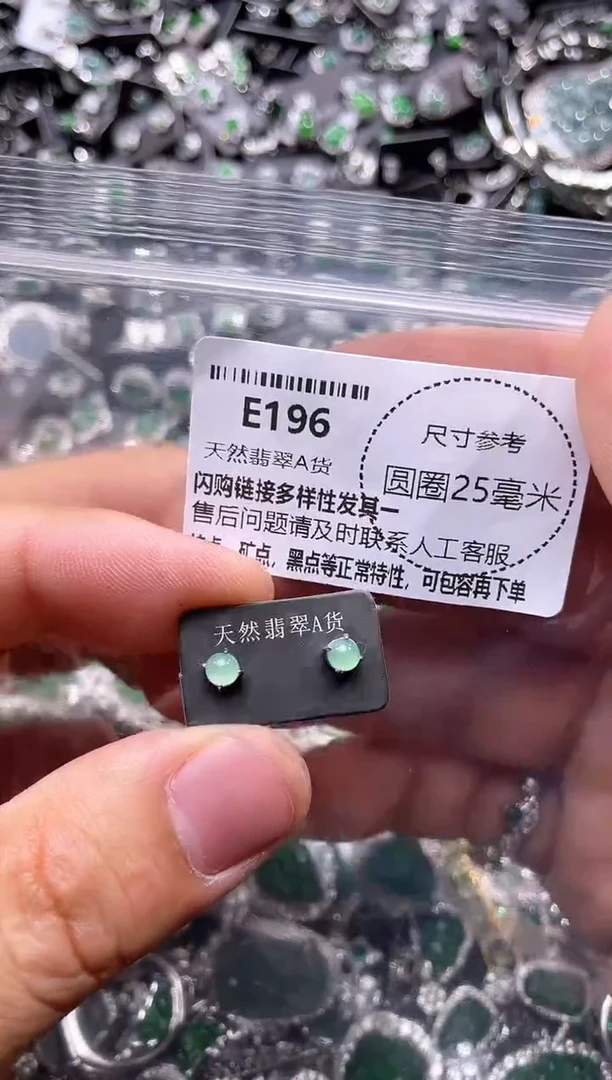 E196
天然翡翠A货
尺寸参考
圆圈25毫米
闪购链接多样性发其一
售后问题请及时联系人工客服
矿点，黑点等正常特性，可包容再下单
天然翡翠A货